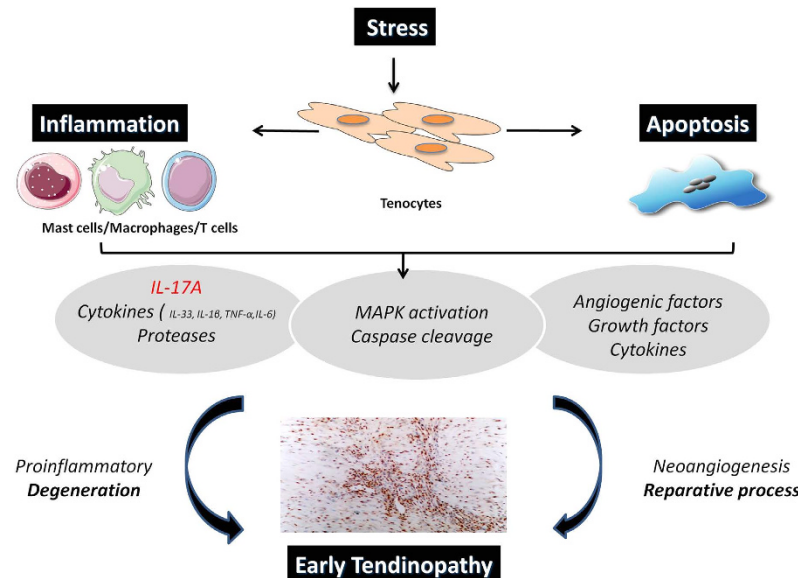 Stress
Inflammation
Apoptosis
Tenocytes
Mast cells/Macrophages/T cells
IL-17A
Cytokines ( IL-33, IL-1β, TNF-α,IL-6)
Proteases
MAPK activation
Caspase cleavage
Angiogenic factors
Growth factors
Cytokines
Proinflammatory
Degeneration
Neoangiogenesis
Reparative process
Early Tendinopathy